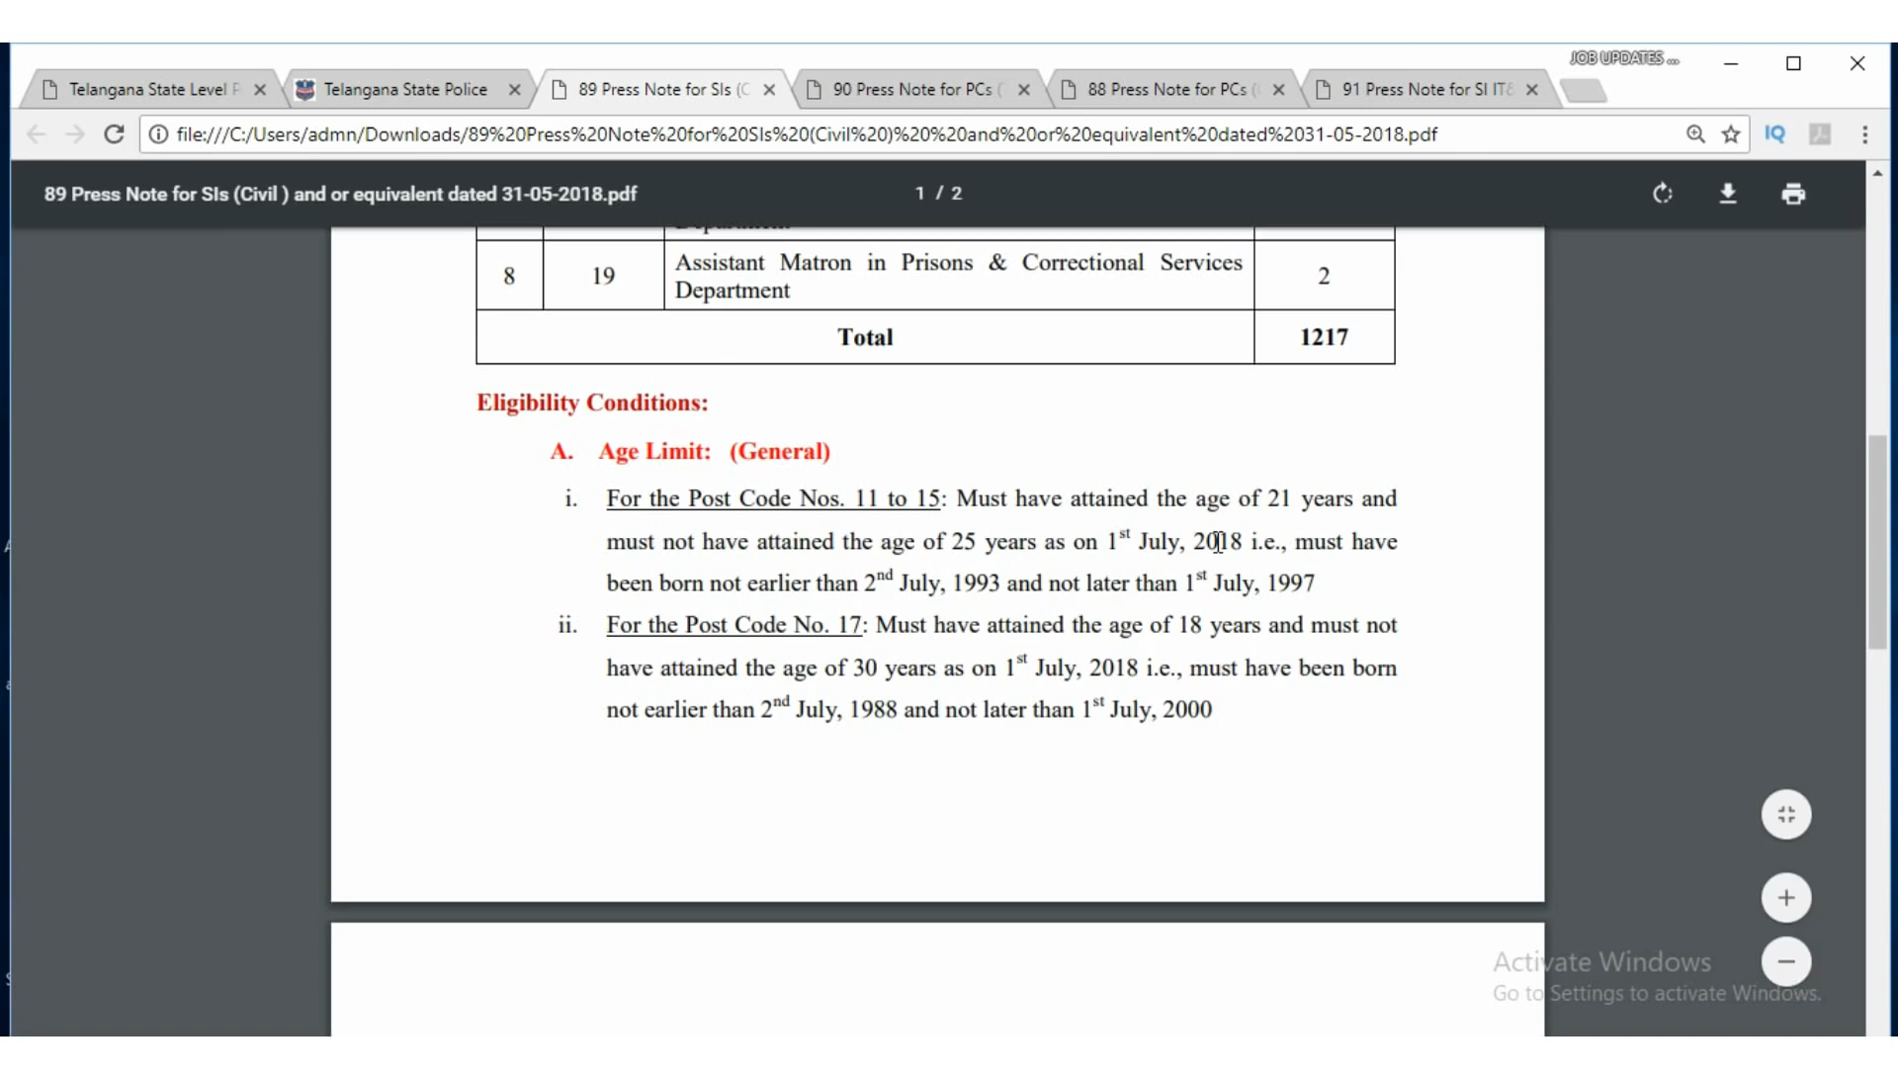 JOB UPDATES ...
Telangana State Level P
Telangana State Police
89 Press Note for SIs (C
90 Press Note for PCs (
88 Press Note for PCs (
91 Press Note for SI IT&
file:///C:/Users/admn/Downloads/89%20Press%20Note%20for%20SIs%20(Civil%20)%20%20and%20or%20equivalent%20dated%2031-05-2018.pdf
IQ
89 Press Note for SIs (Civil ) and or equivalent dated 31-05-2018.pdf
1 / 2
Department
8 19 Assistant Matron in Prisons & Correctional Services 2
Department
Total 1217
Eligibility Conditions:
A. Age Limit: (General)
i. For the Post Code Nos. 11 to 15: Must have attained the age of 21 years and
must not have attained the age of 25 years as on 1st July, 2018 i.e., must have
been born not earlier than 2nd July, 1993 and not later than 1st July, 1997
ii. For the Post Code No. 17: Must have attained the age of 18 years and must not
have attained the age of 30 years as on 1st July, 2018 i.e., must have been born
not earlier than 2nd July, 1988 and not later than 1st July, 2000
Activate Windows
Go to Settings to activate Windows.